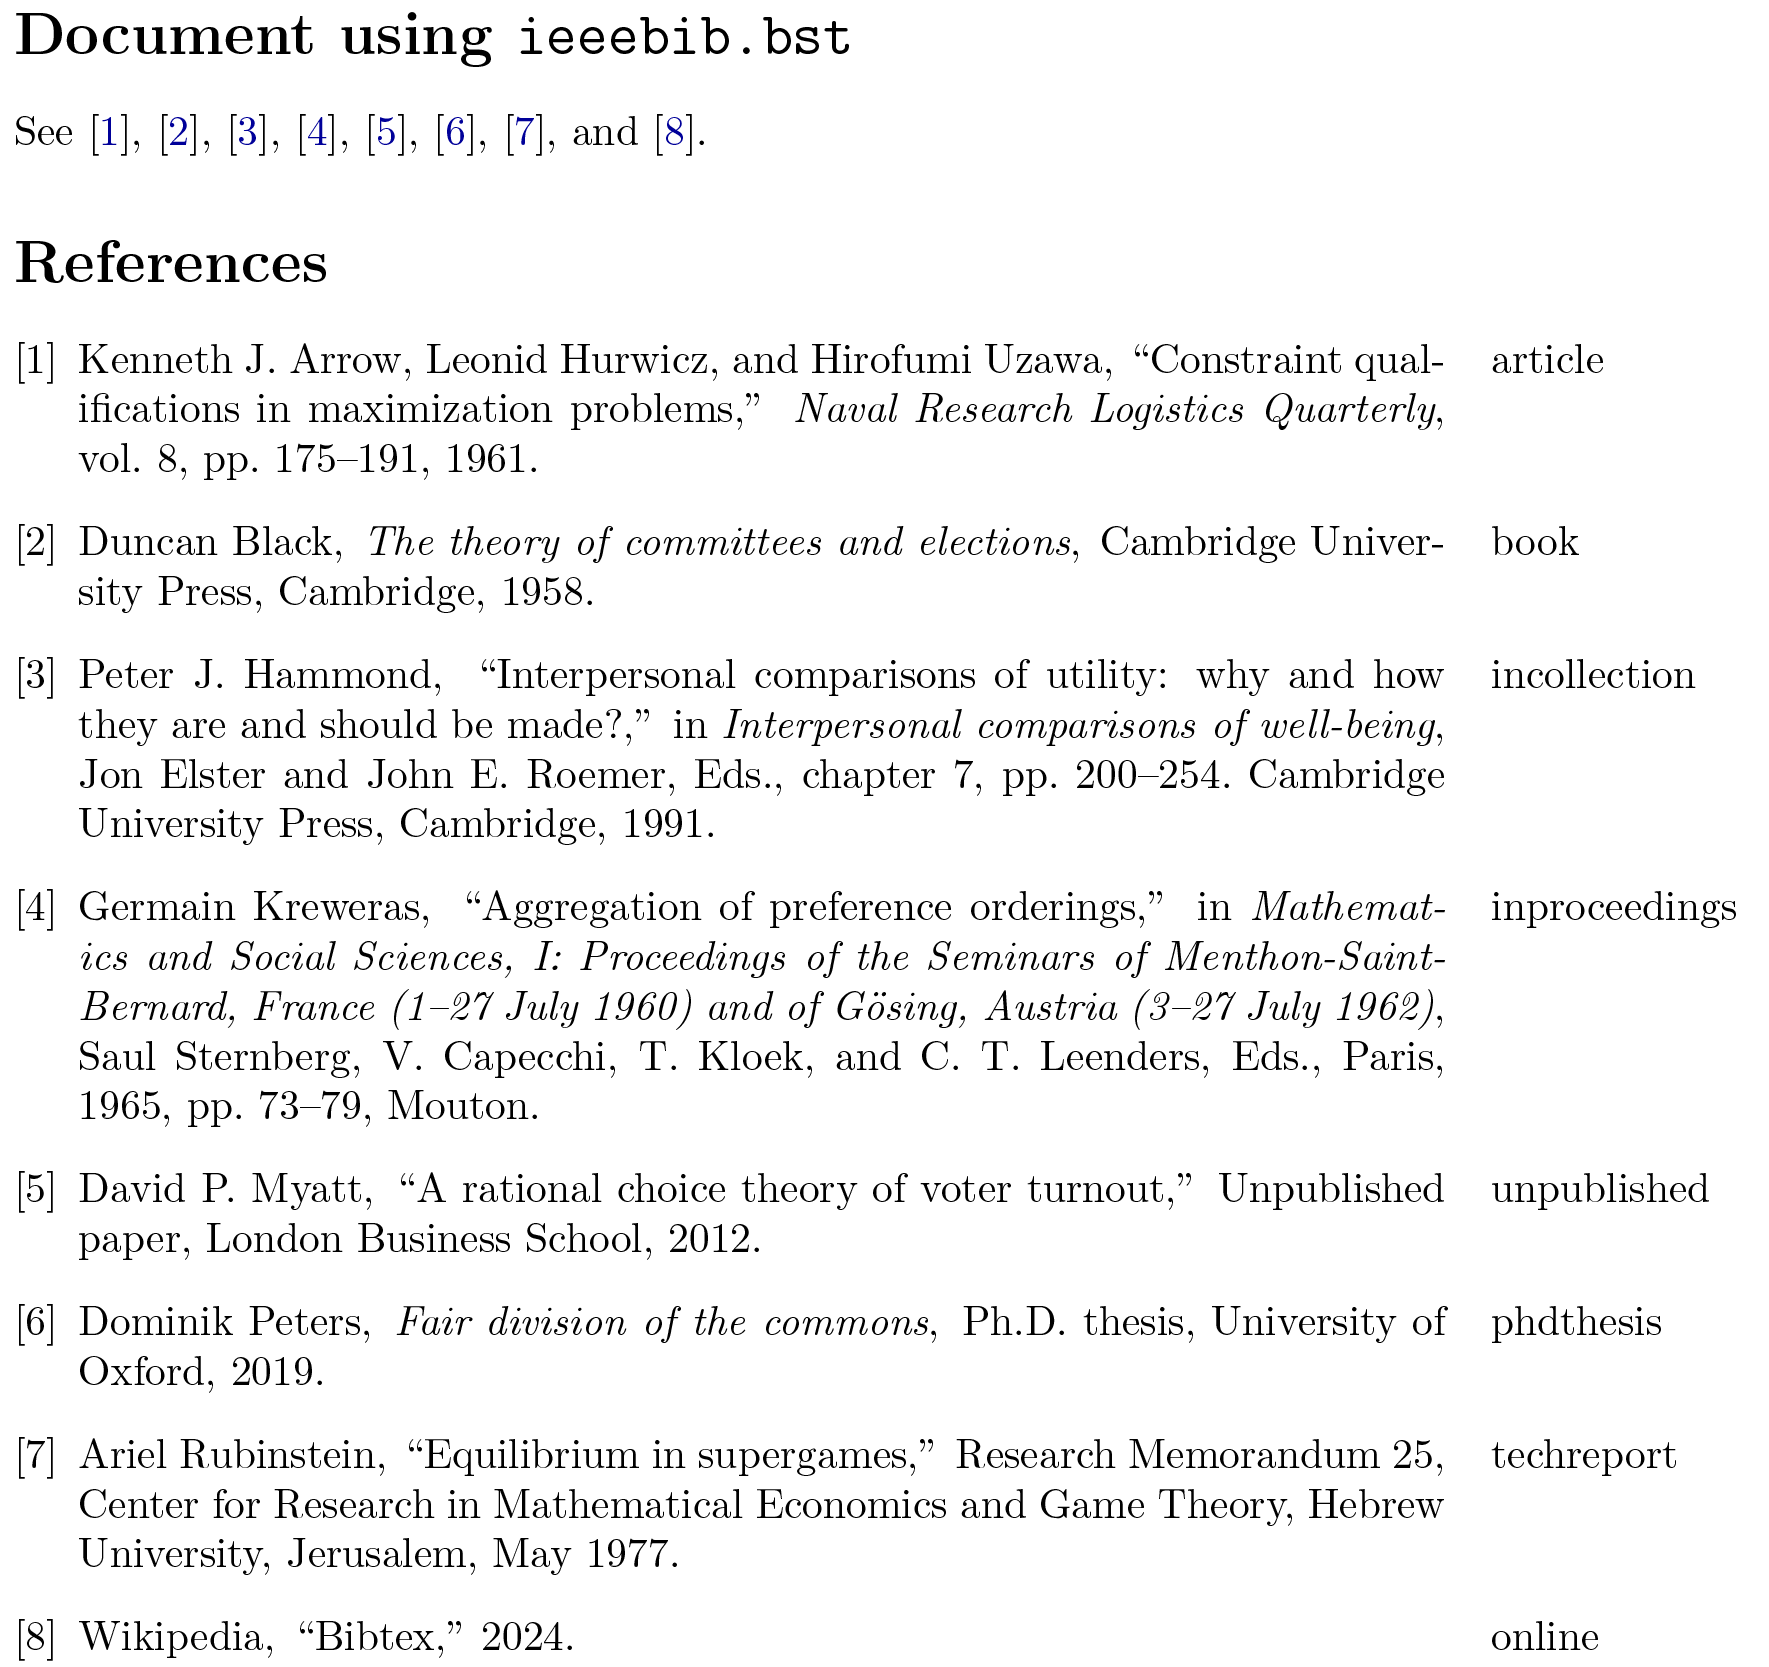 Document using ieeebib.bst
See [1], [2], [3], [4], [5], [6], [7], and [8].
References
[1] Kenneth J. Arrow, Leonid Hurwicz, and Hirofumi Uzawa, “Constraint qual- article
ifications in maximization problems,” Naval Research Logistics Quarterly,
vol. 8, pp. 175–191, 1961.
[2] Duncan Black, The theory of committees and elections, Cambridge Univer- book
sity Press, Cambridge, 1958.
[3] Peter J. Hammond, “Interpersonal comparisons of utility: why and how incollection
they are and should be made?,” in Interpersonal comparisons of well-being,
Jon Elster and John E. Roemer, Eds., chapter 7, pp. 200–254. Cambridge
University Press, Cambridge, 1991.
[4] Germain Kreweras, “Aggregation of preference orderings,” in Mathemat- inproceedings
ics and Social Sciences, I: Proceedings of the Seminars of Menthon-Saint-
Bernard, France (1–27 July 1960) and of Gösing, Austria (3–27 July 1962),
Saul Sternberg, V. Capecchi, T. Kloek, and C. T. Leenders, Eds., Paris,
1965, pp. 73–79, Mouton.
[5] David P. Myatt, “A rational choice theory of voter turnout,” Unpublished unpublished
paper, London Business School, 2012.
[6] Dominik Peters, Fair division of the commons, Ph.D. thesis, University of phdthesis
Oxford, 2019.
[7] Ariel Rubinstein, “Equilibrium in supergames,” Research Memorandum 25, techreport
Center for Research in Mathematical Economics and Game Theory, Hebrew
University, Jerusalem, May 1977.
[8] Wikipedia, “Bibtex,” 2024. online